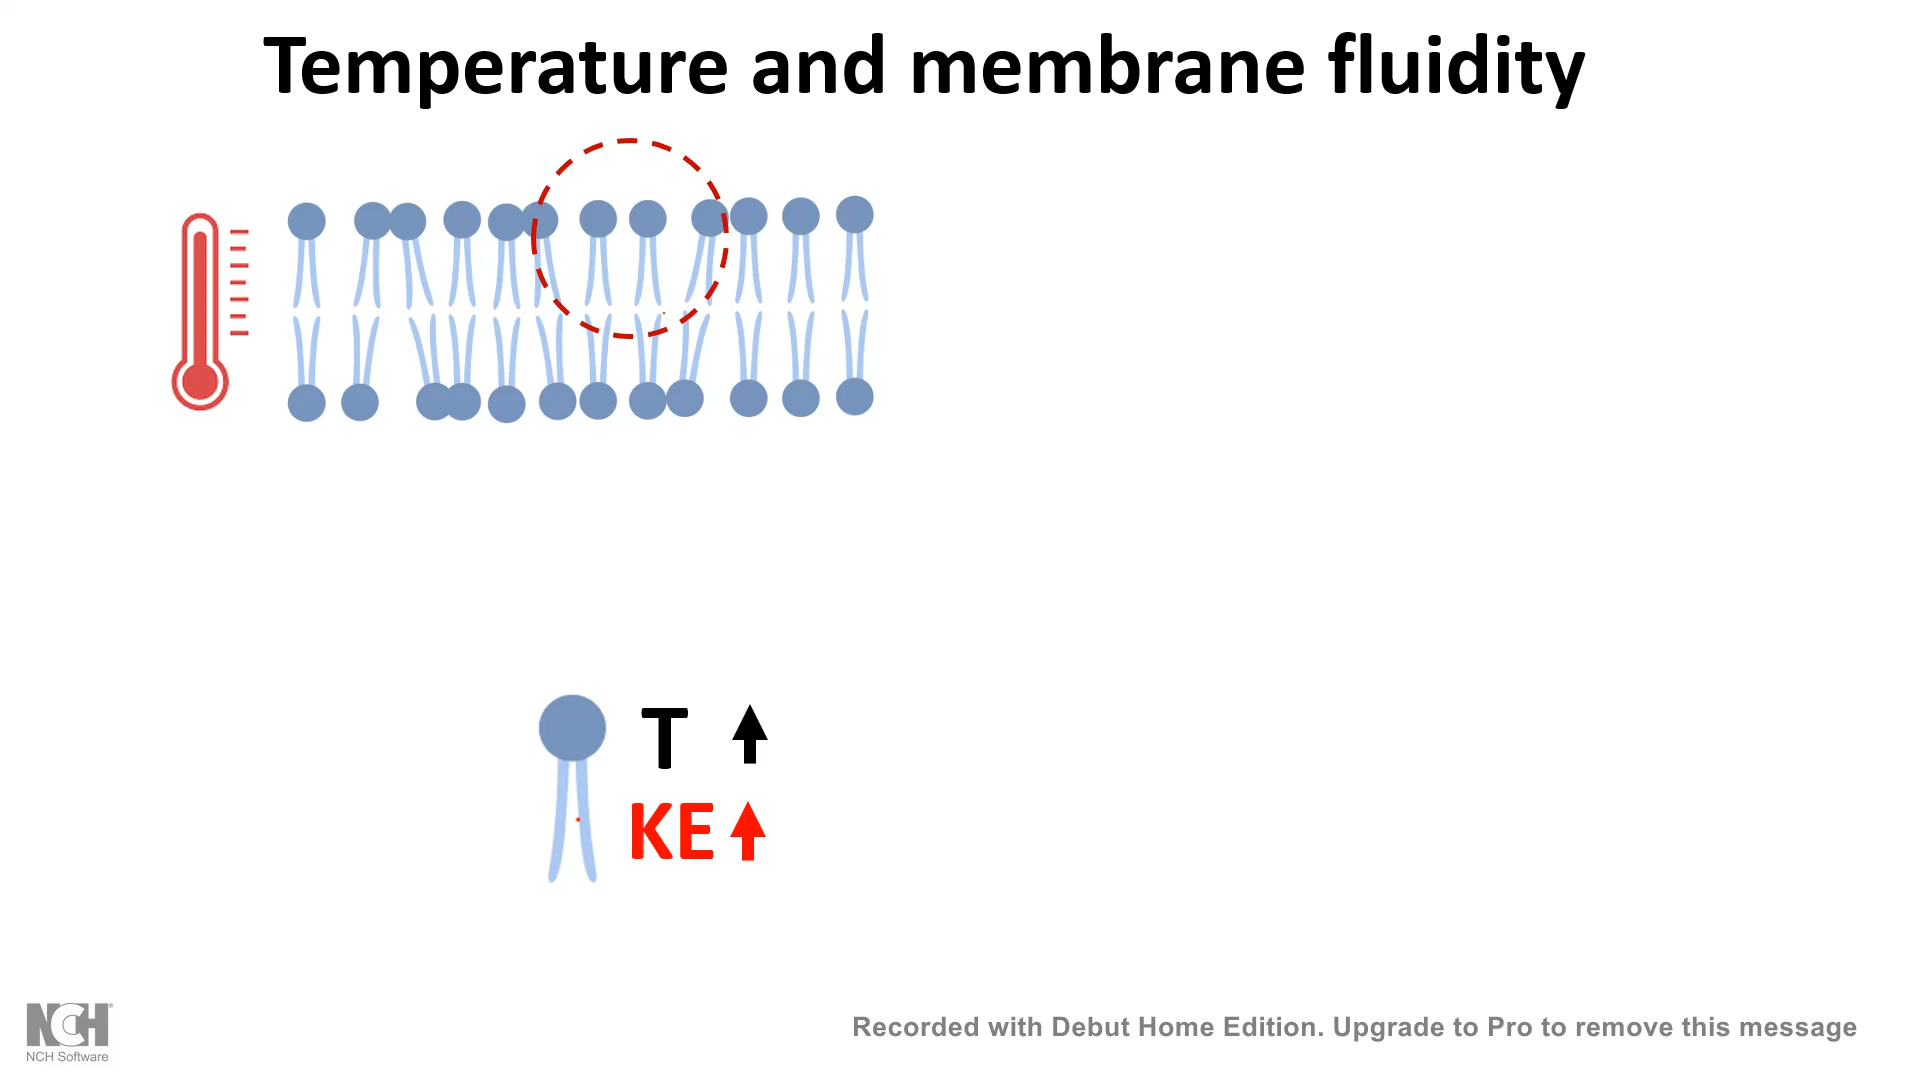 Temperature and membrane fluidity
T
KE
NCH
NCH Software
Recorded with Debut Home Edition. Upgrade to Pro to remove this message